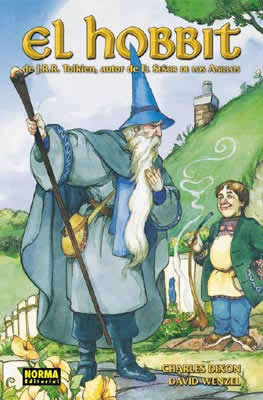 EL HOBBIT
de J.R.R. Tolkien, autor de El Señor de los Anillos
CHARLES DIXON
DAVID WENZEL
NORMA
Editorial